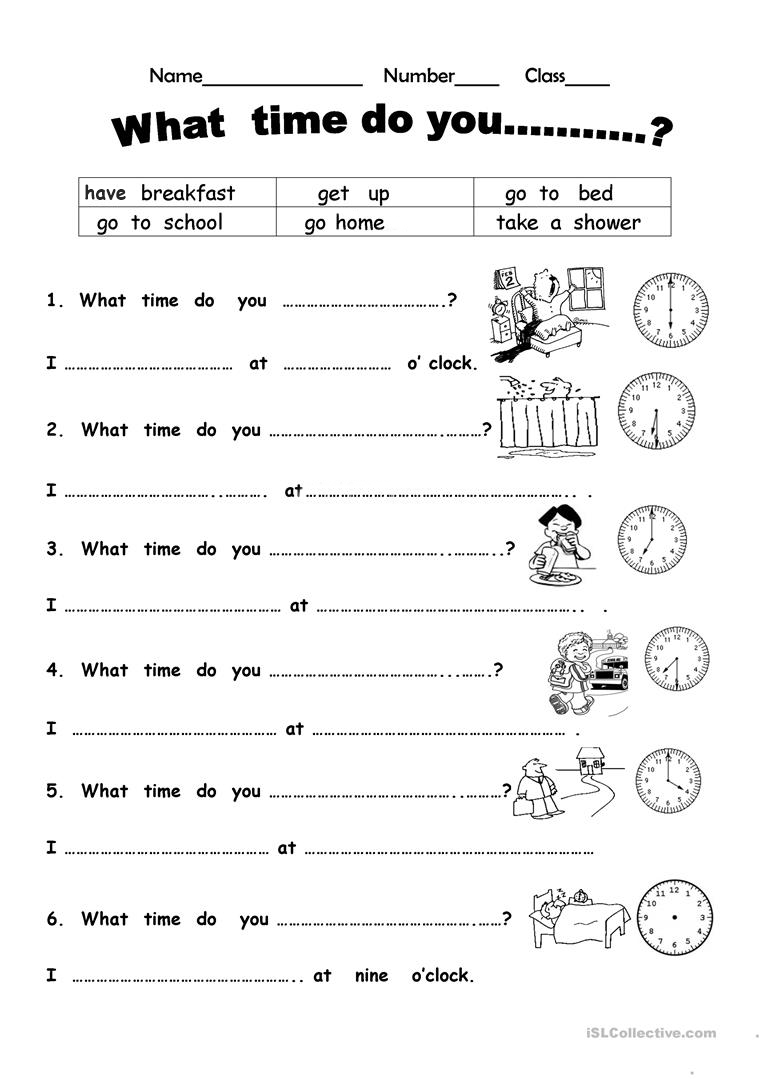 Name________________ Number____ Class____
What time do you...........?
have breakfast get up go to bed
go to school go home take a shower
1. What time do you ……………………………………?
I …………………………………… at ……………………… o' clock.
2. What time do you ………………………………………………?
I …………………………………………… at…………………………………………………………… .
3. What time do you ……………………………………………………?
I ……………………………………………… at ……………………………………………………… .
4. What time do you …………………………………………………?
I …………………………………………… at ……………………………………………………… .
5. What time do you ……………………………………………………?
I …………………………………………… at ………………………………………………………………
6. What time do you …………………………………………………?
I ……………………………………………… at nine o'clock.
iSLCollective.com